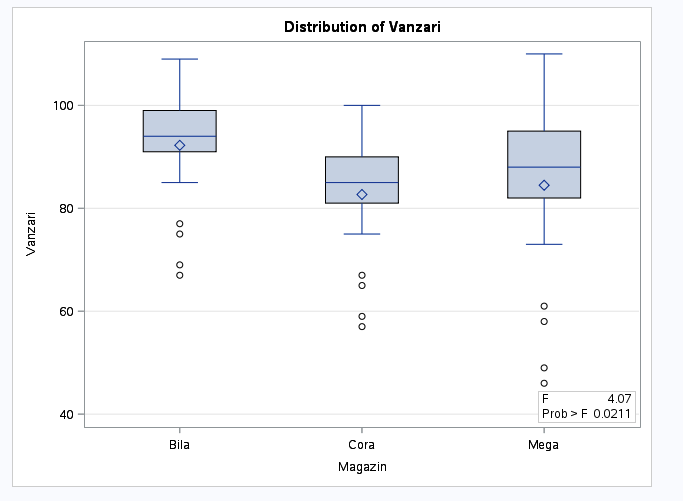 Distribution of Vanzari
Vanzari
100
80
60
40
F 4.07
Prob > F 0.0211
Bila Cora Mega
Magazin